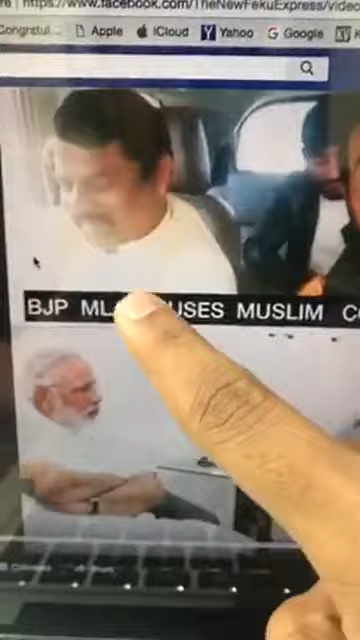 https://www.facebook.com/TheNewFekuExpress/video
Apple iCloud Yahoo Google
BJP ML USES MUSLIM C